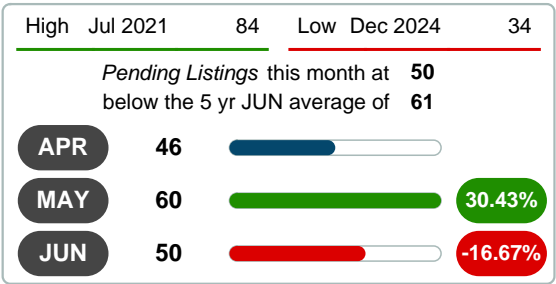 High Jul 2021 84 Low Dec 2024 34
Pending Listings this month at 50
below the 5 yr JUN average of 61
APR 46
MAY 60 30.43%
JUN 50 -16.67%